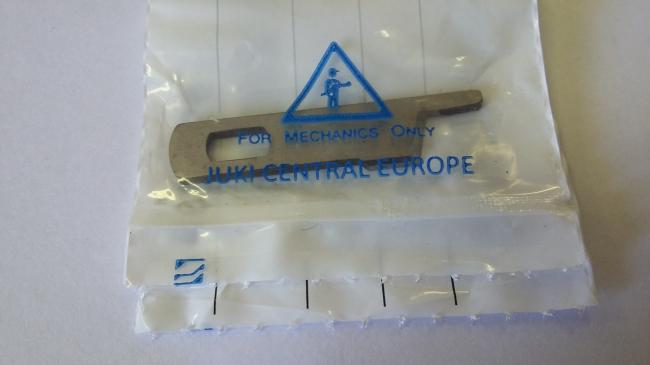 FOR MECHANICS ONLY
JUKI CENTRAL EUROPE